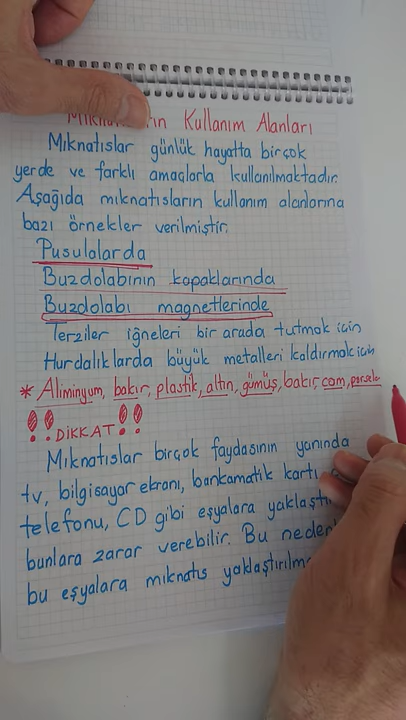 Kullanım Alanları
Mıknatıslar günlük hayatta birçok
yerde ve farklı amaçlarla kullanılmaktadır.
Aşağıda mıknatısların kullanım alanlarına
bazı örnekler verilmiştir.
Pusulalarda
Buzdolabının kapaklarında
Buzdolabı magnetlerinde
Terziler iğneleri bir arada tutmak için
Hurdalıklarda büyük metalleri kaldırmak için
* Aliminyum, bakır, plastik, altın, gümüş, bakır, cam, porselen
!! DİKKAT !!
Mıknatıslar birçok faydasının yanında
tv, bilgisayar ekranı, bankamatik kartı,
telefonu, CD gibi eşyalara
bunlara zarar verebilir. Bu
bu eşyalara mıknatıs